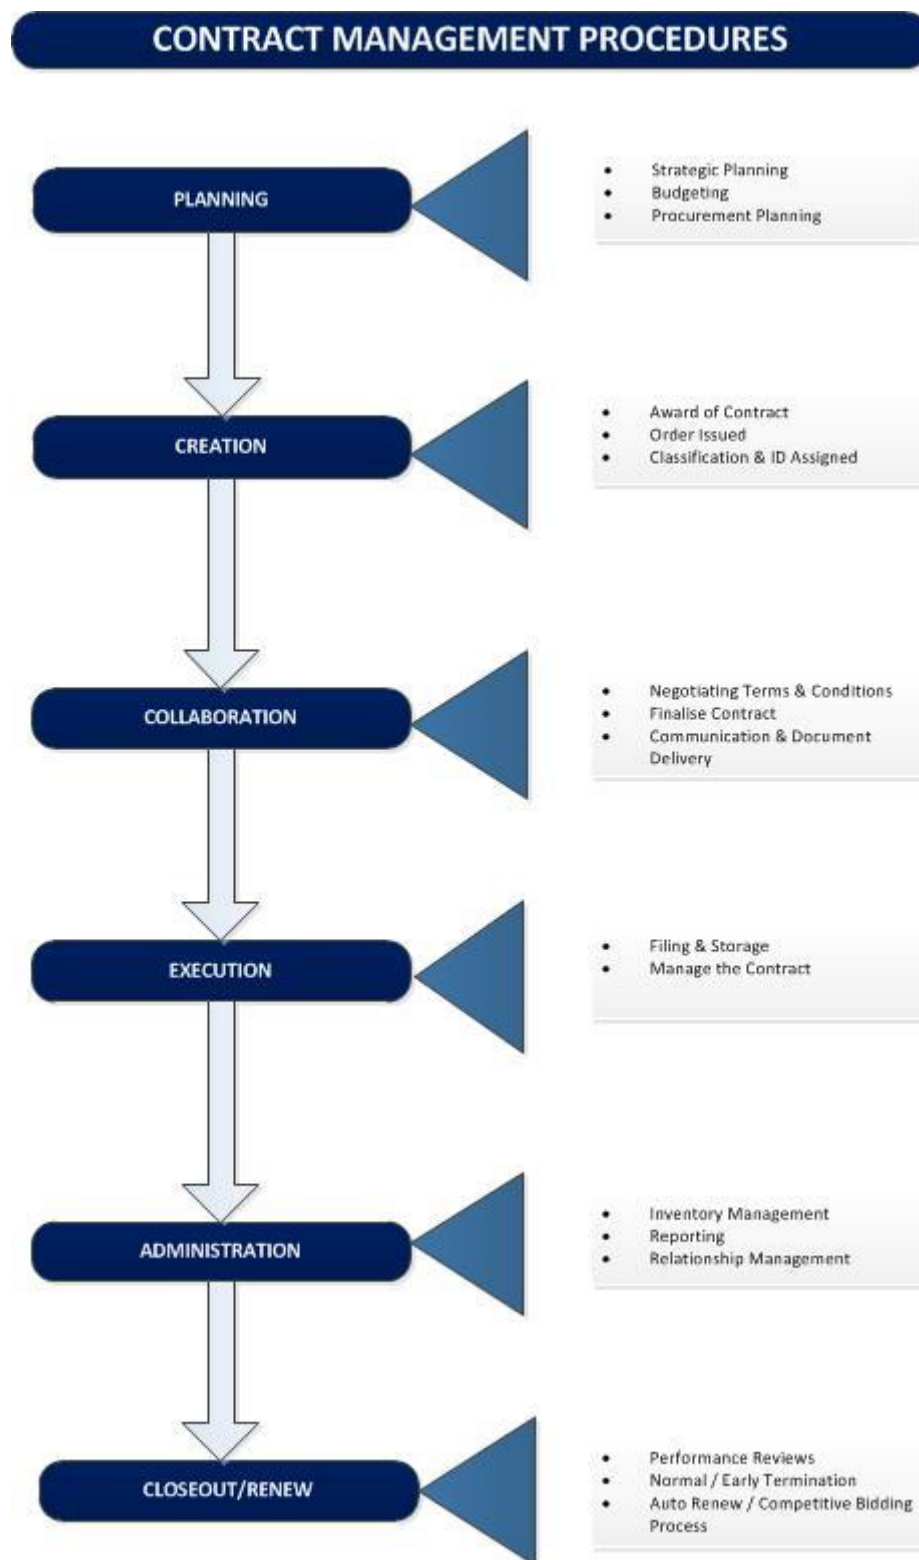 CONTRACT MANAGEMENT PROCEDURES
PLANNING
• Strategic Planning
• Budgeting
• Procurement Planning
CREATION
• Award of Contract
• Order Issued
• Classification & ID Assigned
COLLABORATION
• Negotiating Terms & Conditions
• Finalise Contract
• Communication & Document
Delivery
EXECUTION
• Filing & Storage
• Manage the Contract
ADMINISTRATION
• Inventory Management
• Reporting
• Relationship Management
CLOSEOUT/RENEW
• Performance Reviews
• Normal / Early Termination
• Auto Renew / Competitive Bidding
Process